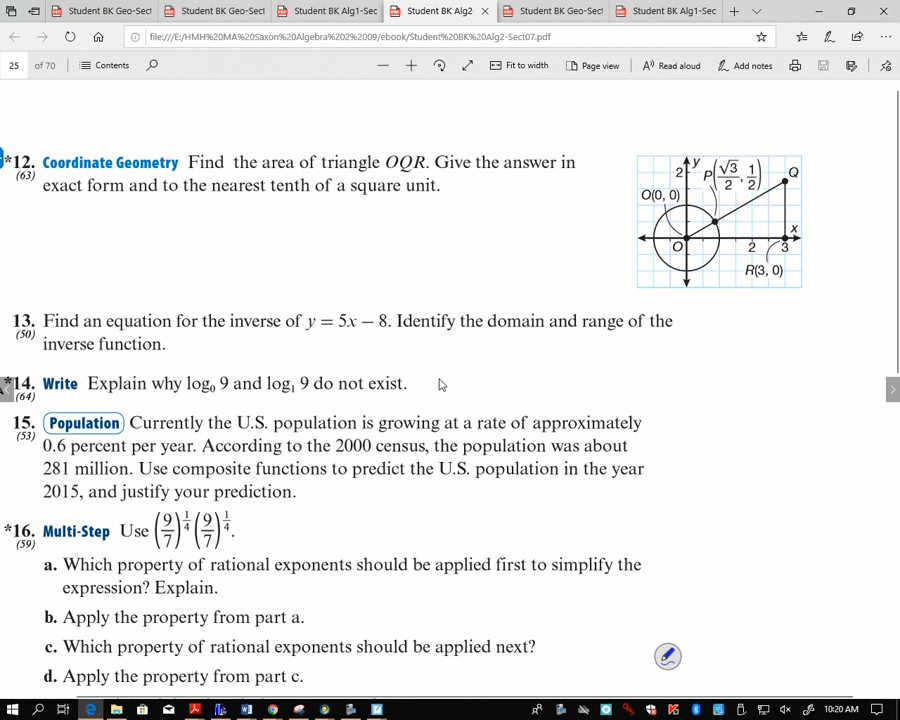 Student BK Geo-Sect
Student BK Geo-Sect
Student BK Alg1-Sec
Student BK Alg2-
Student BK Geo-Sect
Student BK Alg1-Sec
file:///E:/HMH%20MA%20Saxon%20Algebra%202%2009/ebook/Student%20BK%20Alg2-Sect07.pdf
25 of 70 Contents Fit to width Page view Read aloud Add notes
*12. Coordinate Geometry Find the area of triangle OQR. Give the answer in
(63) exact form and to the nearest tenth of a square unit.
y
2 P(√3/2, 1/2) Q
O(0, 0)
x
O 2 3
R(3, 0)
13. Find an equation for the inverse of y = 5x − 8. Identify the domain and range of the
(50) inverse function.
*14. Write Explain why log₀ 9 and log₁ 9 do not exist.
(64)
15. Population Currently the U.S. population is growing at a rate of approximately
(53) 0.6 percent per year. According to the 2000 census, the population was about
281 million. Use composite functions to predict the U.S. population in the year
2015, and justify your prediction.
*16. Multi-Step Use (9/7)^(1/4) (9/7)^(1/4).
(59)
a. Which property of rational exponents should be applied first to simplify the
expression? Explain.
b. Apply the property from part a.
c. Which property of rational exponents should be applied next?
d. Apply the property from part c.
10:20 AM